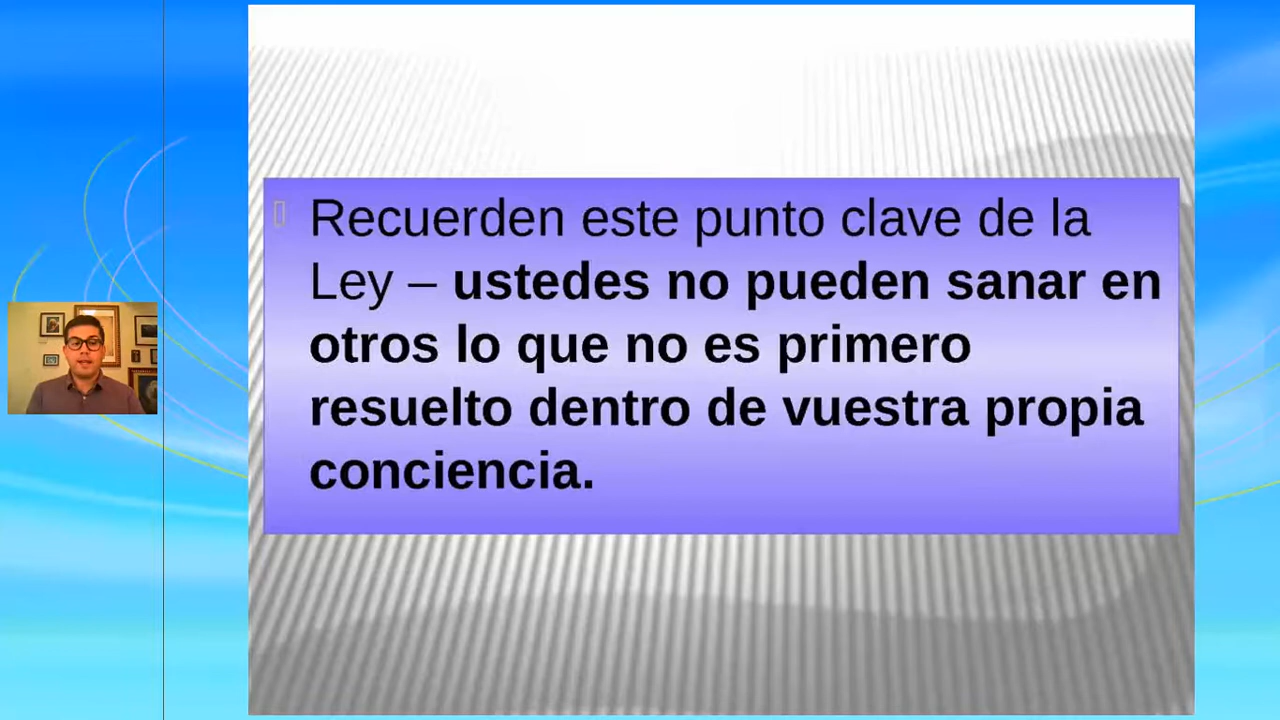 Recuerden este punto clave de la
Ley – ustedes no pueden sanar en
otros lo que no es primero
resuelto dentro de vuestra propia
conciencia.